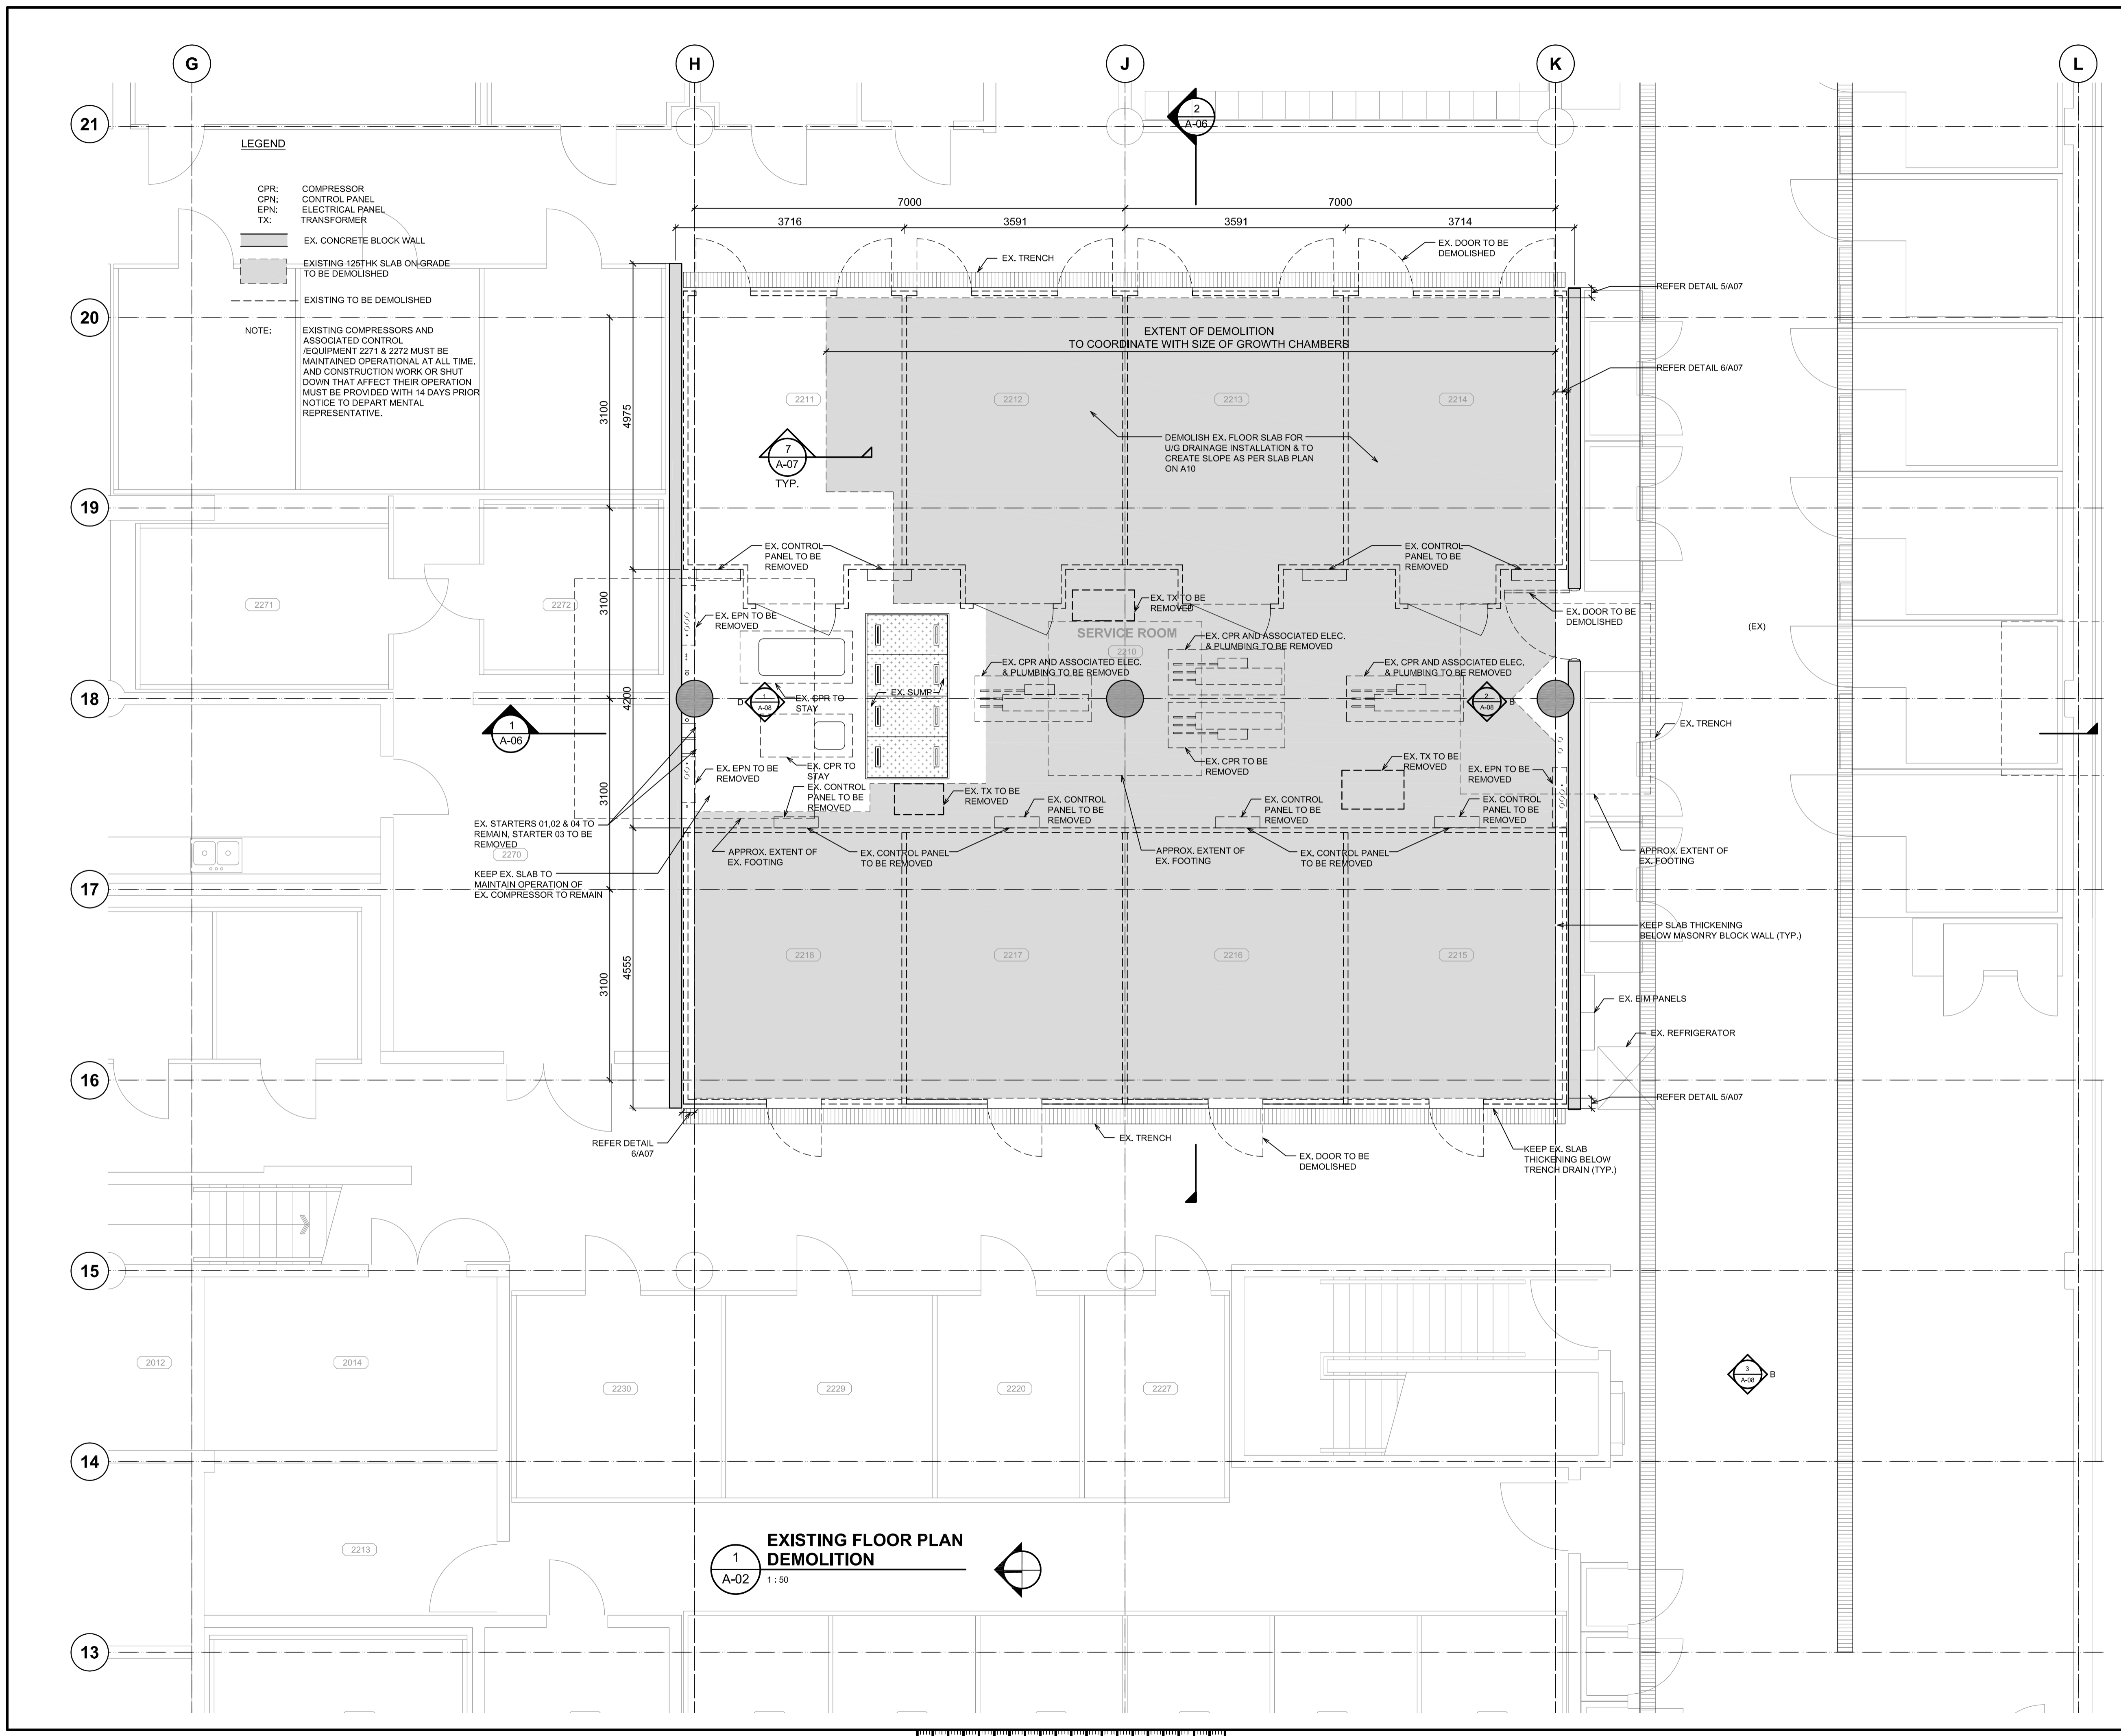 G
H
J
K
L
21
20
19
18
17
16
15
14
13
LEGEND
CPR: COMPRESSOR
CPN: CONTROL PANEL
EPN: ELECTRICAL PANEL
TX: TRANSFORMER
EX. CONCRETE BLOCK WALL
EXISTING 125THK SLAB ON-GRADE
TO BE DEMOLISHED
EXISTING TO BE DEMOLISHED
NOTE: EXISTING COMPRESSORS AND
ASSOCIATED CONTROL
/EQUIPMENT 2271 & 2272 MUST BE
MAINTAINED OPERATIONAL AT ALL TIME.
AND CONSTRUCTION WORK OR SHUT
DOWN THAT AFFECT THEIR OPERATION
MUST BE PROVIDED WITH 14 DAYS PRIOR
NOTICE TO DEPART MENTAL
REPRESENTATIVE.
2
A-06
7000
7000
3716
3591
3591
3714
EX. TRENCH
EX. DOOR TO BE
DEMOLISHED
REFER DETAIL 5/A07
EXTENT OF DEMOLITION
TO COORDINATE WITH SIZE OF GROWTH CHAMBERS
REFER DETAIL 6/A07
3100
4975
2211
2212
2213
2214
7
A-07
TYP.
DEMOLISH EX. FLOOR SLAB FOR
U/G DRAINAGE INSTALLATION & TO
CREATE SLOPE AS PER SLAB PLAN
ON A10
EX. CONTROL
PANEL TO BE
REMOVED
EX. CONTROL
PANEL TO BE
REMOVED
2271
2272
3100
EX. EPN TO BE
REMOVED
EX. TX TO BE
REMOVED
EX. DOOR TO BE
DEMOLISHED
SERVICE ROOM
2210
EX. CPR AND ASSOCIATED ELEC.
& PLUMBING TO BE REMOVED
EX. CPR AND ASSOCIATED ELEC.
& PLUMBING TO BE REMOVED
EX. CPR AND ASSOCIATED ELEC.
& PLUMBING TO BE REMOVED
(EX)
EX. SUMP
EX. CPR TO
STAY
D
1
A-08
2
A-08
B
4200
1
A-06
EX. TRENCH
EX. CPR TO
STAY
EX. EPN TO BE
REMOVED
EX. CPR TO BE
REMOVED
EX. TX TO BE
REMOVED
EX. EPN TO BE
REMOVED
3100
EX. CONTROL
PANEL TO BE
REMOVED
EX. TX TO BE
REMOVED
EX. CONTROL
PANEL TO BE
REMOVED
EX. CONTROL
PANEL TO BE
REMOVED
EX. CONTROL
PANEL TO BE
REMOVED
EX. STARTERS 01,02 & 04 TO
REMAIN, STARTER 03 TO BE
REMOVED
2270
APPROX. EXTENT OF
EX. FOOTING
EX. CONTROL PANEL
TO BE REMOVED
APPROX. EXTENT OF
EX. FOOTING
EX. CONTROL PANEL
TO BE REMOVED
APPROX. EXTENT OF
EX. FOOTING
KEEP EX. SLAB TO
MAINTAIN OPERATION OF
EX. COMPRESSOR TO REMAIN
KEEP SLAB THICKENING
BELOW MASONRY BLOCK WALL (TYP.)
3100
4555
2218
2217
2216
2215
EX. EIM PANELS
EX. REFRIGERATOR
REFER DETAIL 5/A07
REFER DETAIL
6/A07
EX. TRENCH
EX. DOOR TO BE
DEMOLISHED
KEEP EX. SLAB
THICKENING BELOW
TRENCH DRAIN (TYP.)
2012
2014
2230
2229
2220
2227
3
A-08
B
2213
1
A-02
EXISTING FLOOR PLAN
DEMOLITION
1 : 50